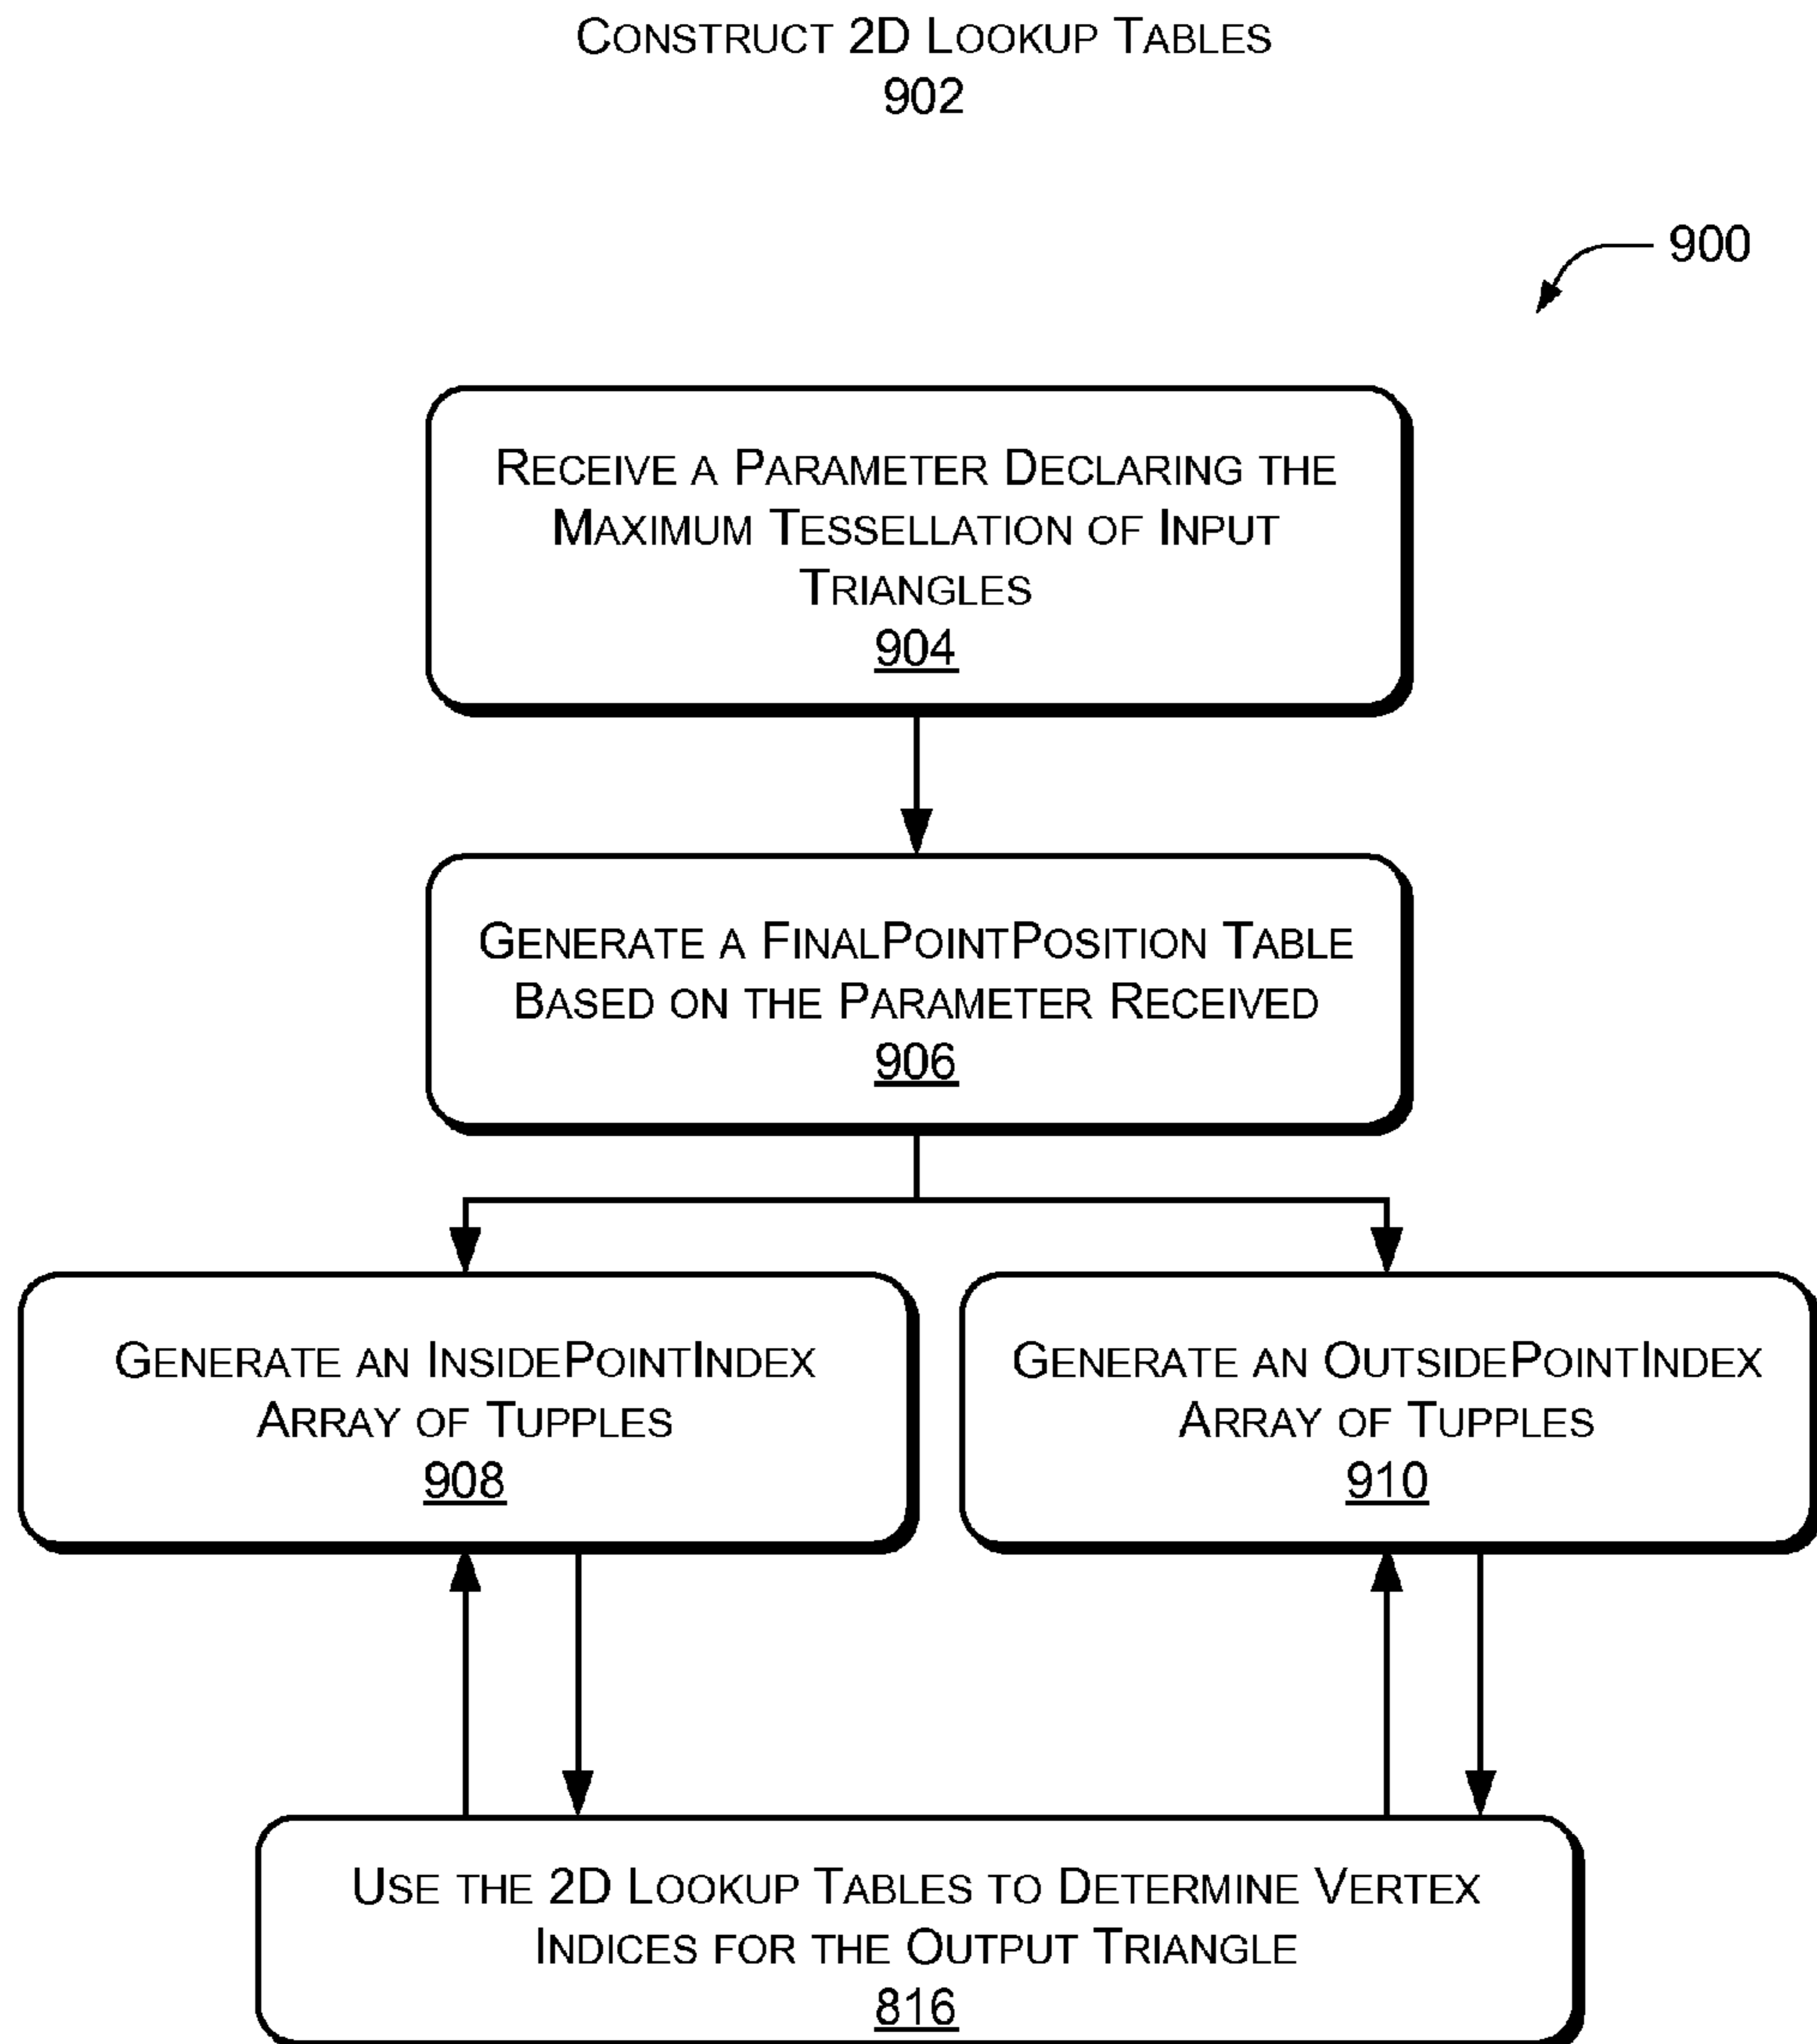 CONSTRUCT 2D LOOKUP TABLES
902
900
RECEIVE A PARAMETER DECLARING THE
MAXIMUM TESSELLATION OF INPUT
TRIANGLES
904
GENERATE A FINALPOINTPOSITION TABLE
BASED ON THE PARAMETER RECEIVED
906
GENERATE AN INSIDEPOINTINDEX
ARRAY OF TUPPLES
908
GENERATE AN OUTSIDEPOINTINDEX
ARRAY OF TUPPLES
910
USE THE 2D LOOKUP TABLES TO DETERMINE VERTEX
INDICES FOR THE OUTPUT TRIANGLE
816